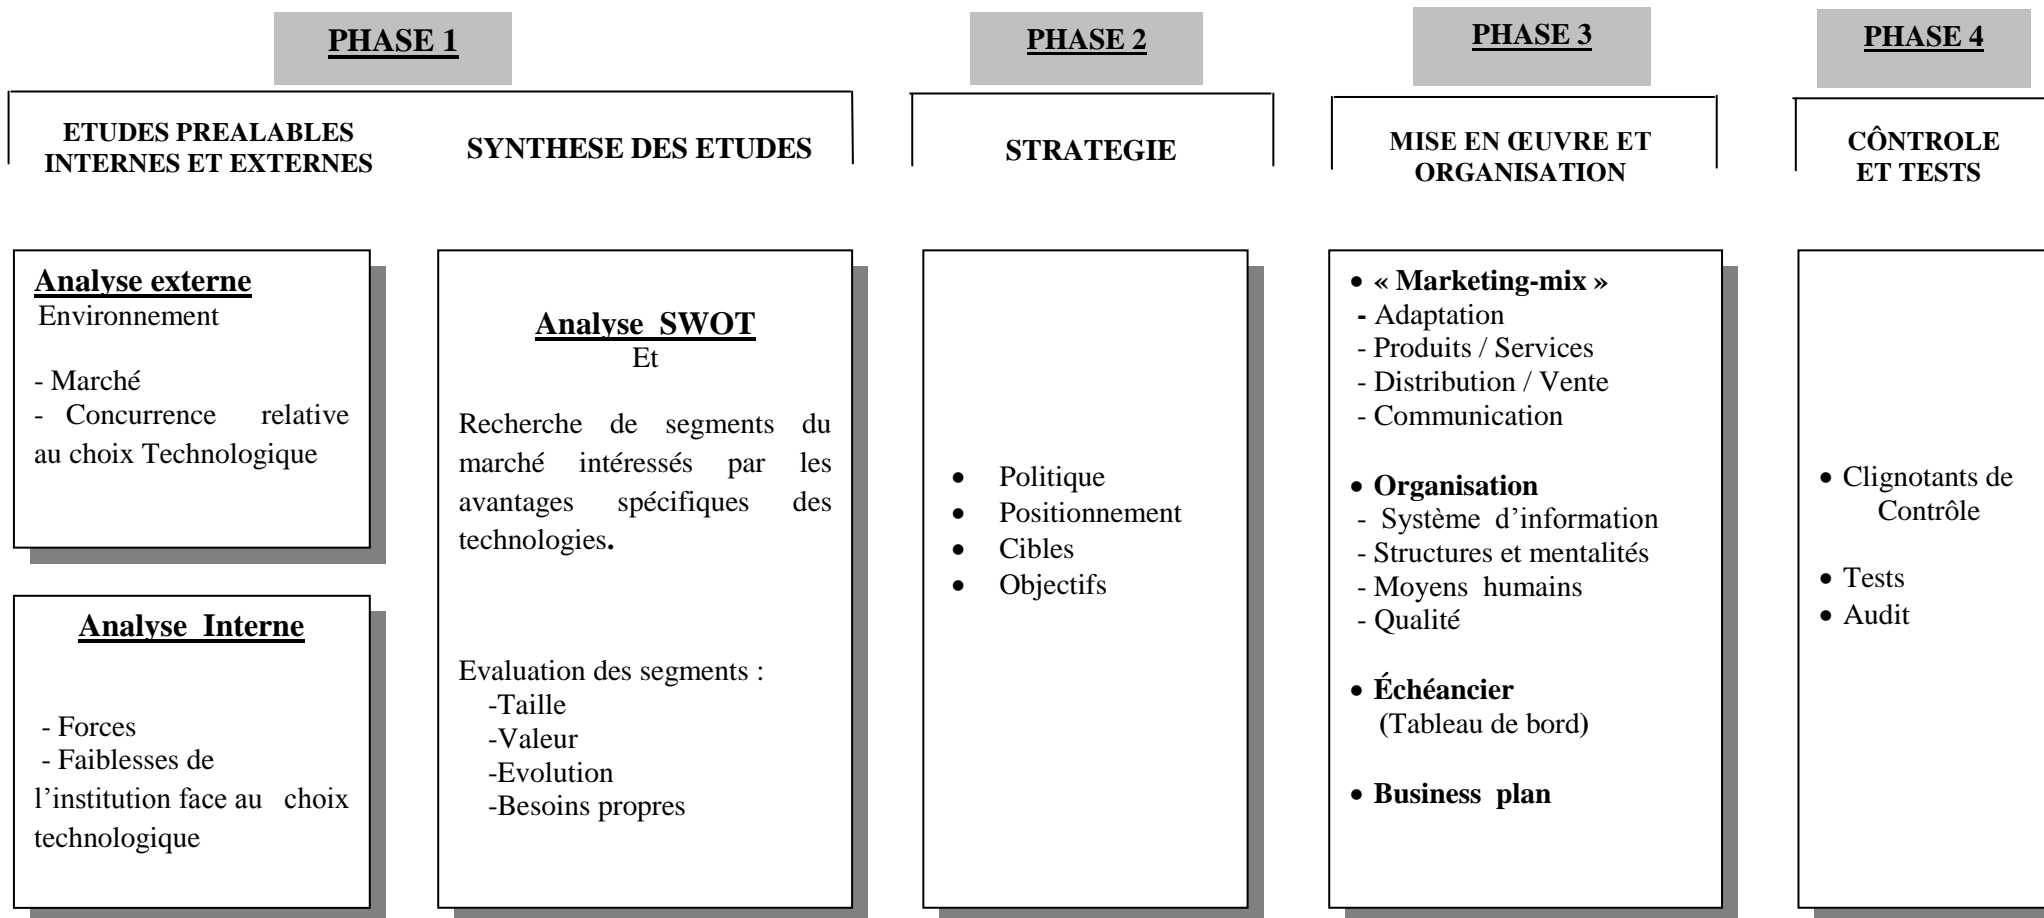 PHASE 1
ETUDES PREALABLES
INTERNES ET EXTERNES
SYNTHESE DES ETUDES
Analyse externe
Environnement
- Marché
- Concurrence relative
au choix Technologique
Analyse Interne
- Forces
- Faiblesses de
l’institution face au choix
technologique
Analyse SWOT
Et
Recherche de segments du
marché intéressés par les
avantages spécifiques des
technologies.
Evaluation des segments :
-Taille
-Valeur
-Evolution
-Besoins propres
PHASE 2
STRATEGIE
• Politique
• Positionnement
• Cibles
• Objectifs
PHASE 3
MISE EN ŒUVRE ET
ORGANISATION
• « Marketing-mix »
- Adaptation
- Produits / Services
- Distribution / Vente
- Communication
• Organisation
- Système d’information
- Structures et mentalités
- Moyens humains
- Qualité
• Échéancier
(Tableau de bord)
• Business plan
PHASE 4
CÔNTROLE
ET TESTS
• Clignotants de
Contrôle
• Tests
• Audit